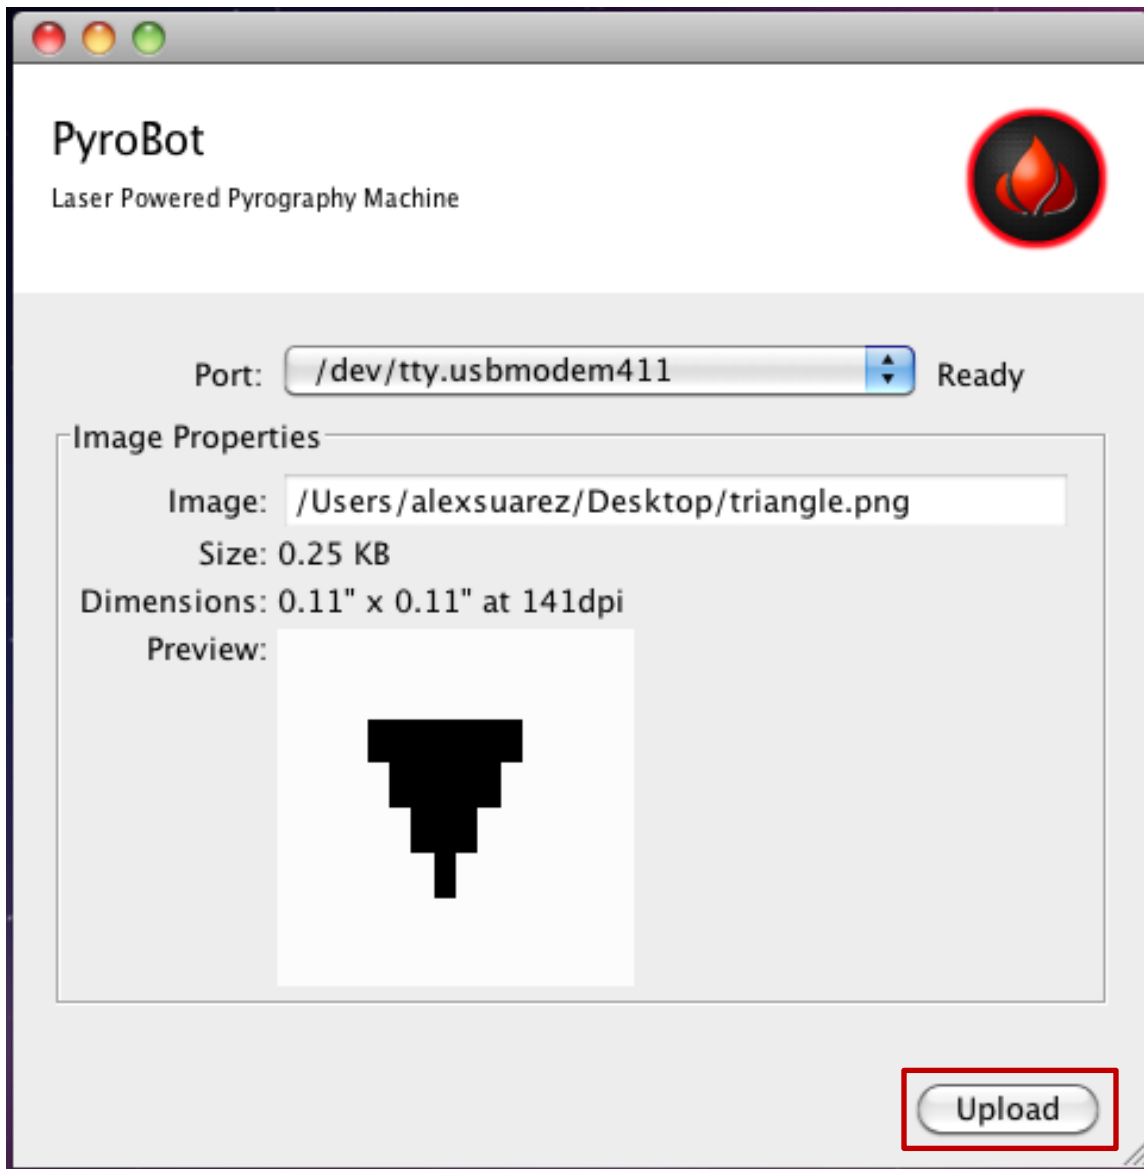 PyroBot
Laser Powered Pyrography Machine
Port: /dev/tty.usbmodem411 Ready
Image Properties
Image: /Users/alexsuarez/Desktop/triangle.png
Size: 0.25 KB
Dimensions: 0.11" x 0.11" at 141dpi
Preview:
Upload